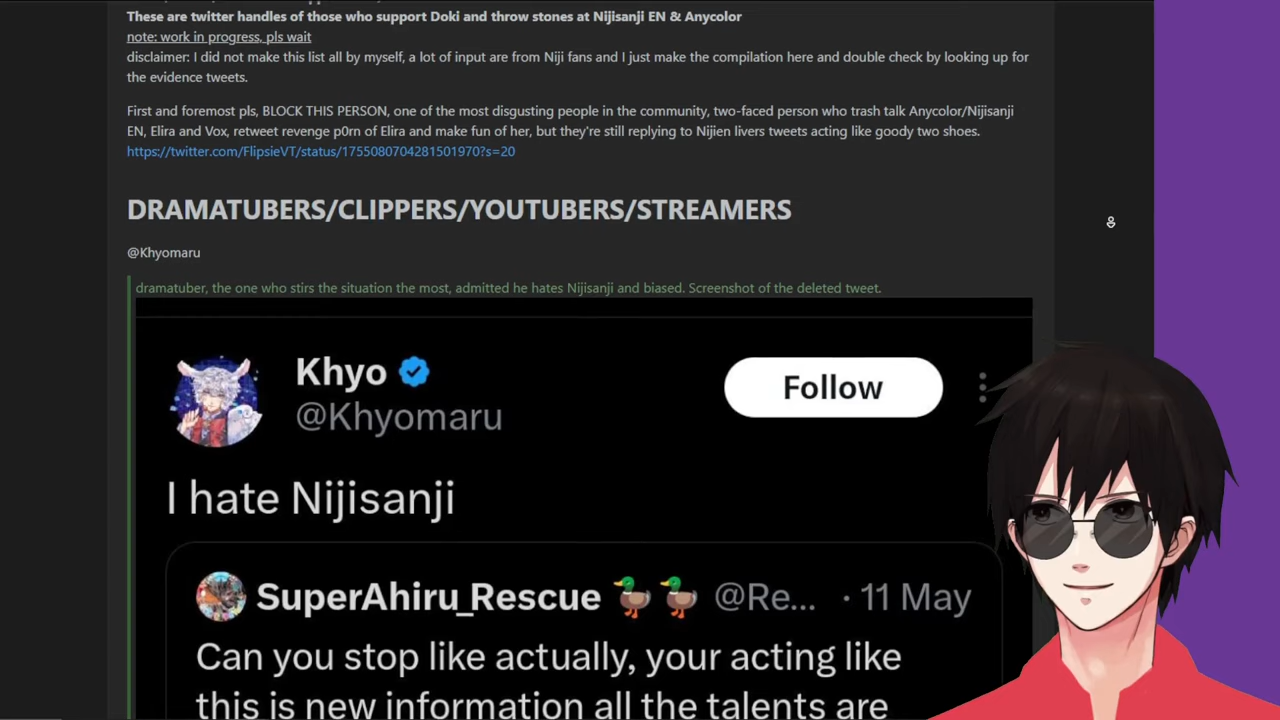 These are twitter handles of those who support Doki and throw stones at Nijisanji EN & Anycolor
note: work in progress, pls wait
disclaimer: I did not make this list all by myself, a lot of input are from Niji fans and I just make the compilation here and double check by looking up for
the evidence tweets.
First and foremost pls, BLOCK THIS PERSON, one of the most disgusting people in the community, two-faced person who trash talk Anycolor/Nijisanji
EN, Elira and Vox, retweet revenge p0rn of Elira and make fun of her, but they're still replying to Nijien livers tweets acting like goody two shoes.
https://twitter.com/FlipsieVT/status/1755080704281501970?s=20
DRAMATUBERS/CLIPPERS/YOUTUBERS/STREAMERS
@Khyomaru
dramatuber, the one who stirs the situation the most, admitted he hates Nijisanji and biased. Screenshot of the deleted tweet.
Khyo
Follow
@Khyomaru
I hate Nijisanji
SuperAhiru_Rescue 🦆🦆 @Re... · 11 May
Can you stop like actually, your acting like
this is new information all the talents are